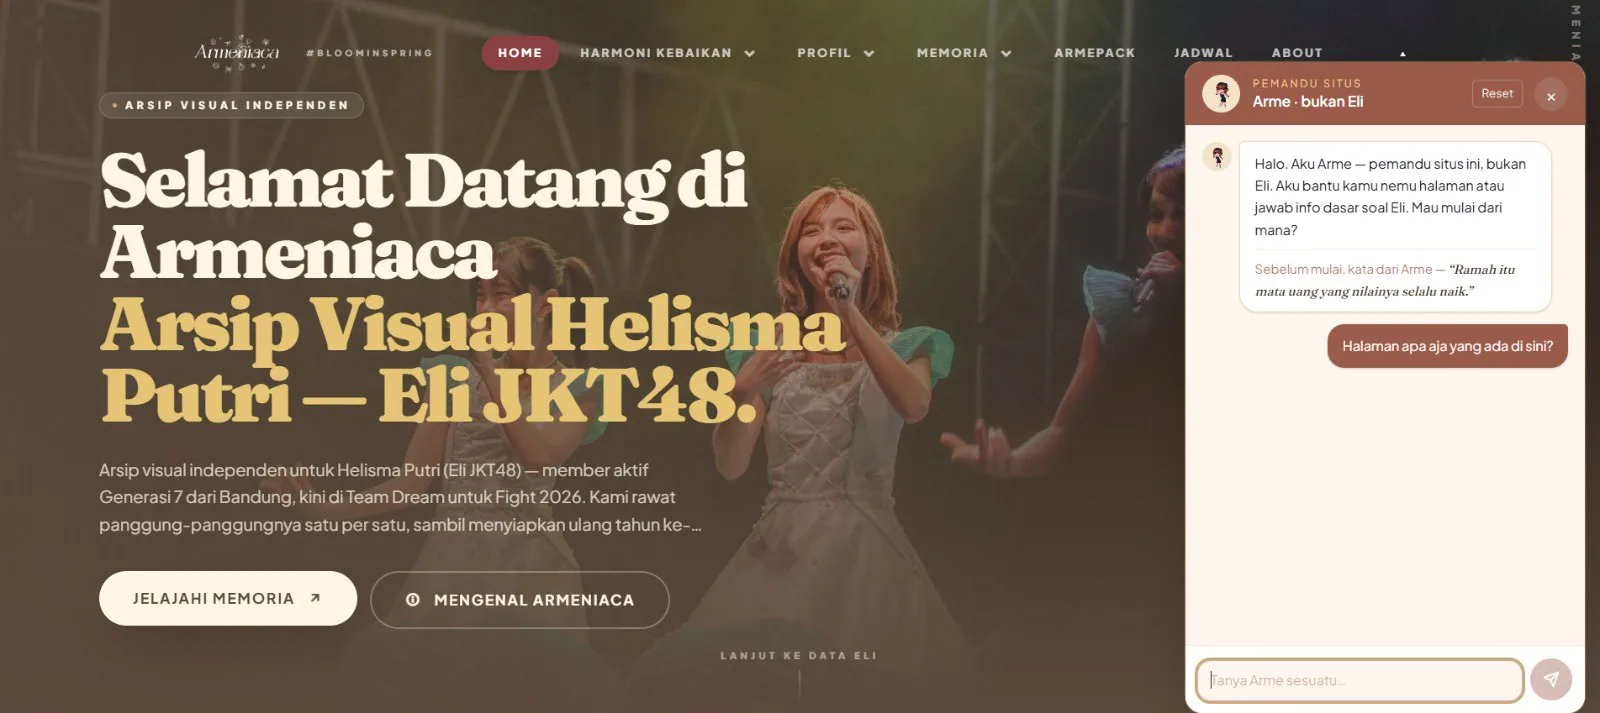 Armeniaca
#BLOOMINSPRING
HOME
HARMONI KEBAIKAN
PROFIL
MEMORIA
ARMEPACK
JADWAL
ABOUT
MENIA
• ARSIP VISUAL INDEPENDEN
Selamat Datang di
Armeniaca
Arsip Visual Helisma
Putri — Eli JKT48.
Arsip visual independen untuk Helisma Putri (Eli JKT48) — member aktif
Generasi 7 dari Bandung, kini di Team Dream untuk Fight 2026. Kami rawat
panggung-panggungnya satu per satu, sambil menyiapkan ulang tahun ke-...
JELAJAHI MEMORIA
MENGENAL ARMENIACA
LANJUT KE DATA ELI
PEMANDU SITUS
Arme · bukan Eli
Reset
×
Halo. Aku Arme — pemandu situs ini, bukan
Eli. Aku bantu kamu nemu halaman atau
jawab info dasar soal Eli. Mau mulai dari
mana?
Sebelum mulai, kata dari Arme — “Ramah itu
mata uang yang nilainya selalu naik.”
Halaman apa aja yang ada di sini?
Tanya Arme sesuatu...